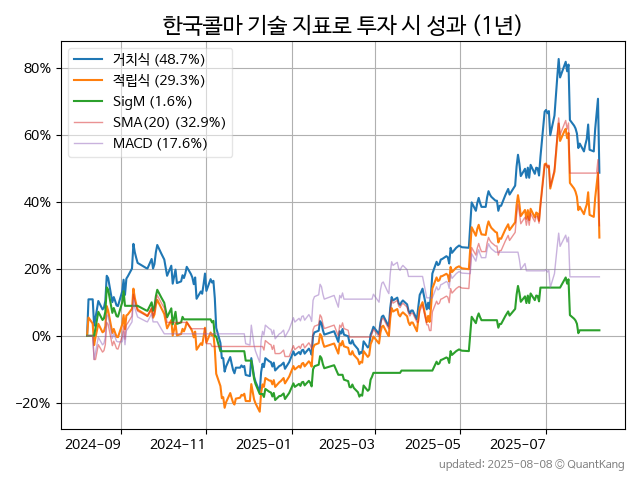 한국콜마 기술 지표로 투자 시 성과 (1년)
거치식 (48.7%)
적립식 (29.3%)
SigM (1.6%)
SMA(20) (32.9%)
MACD (17.6%)
80%
60%
40%
20%
0%
−20%
2024-09 2024-11 2025-01 2025-03 2025-05 2025-07
updated: 2025-08-08 ⓒ QuantKang